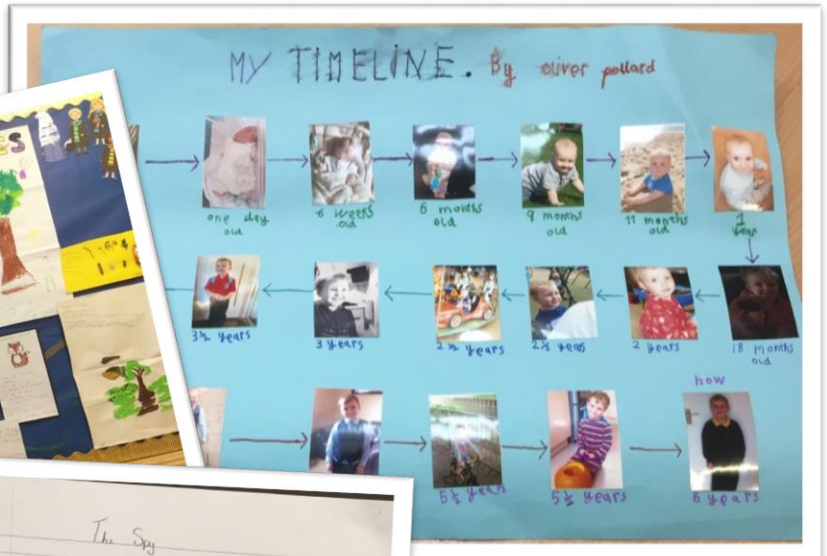 MY TIMELINE. By oliver pollard
one day old
6 weeks old
6 months old
9 months old
11 months old
1 year
18 months old
2 years
2½ years
2½ years
3 years
3½ years
5½ years
5½ years
now
6 years
The Spy